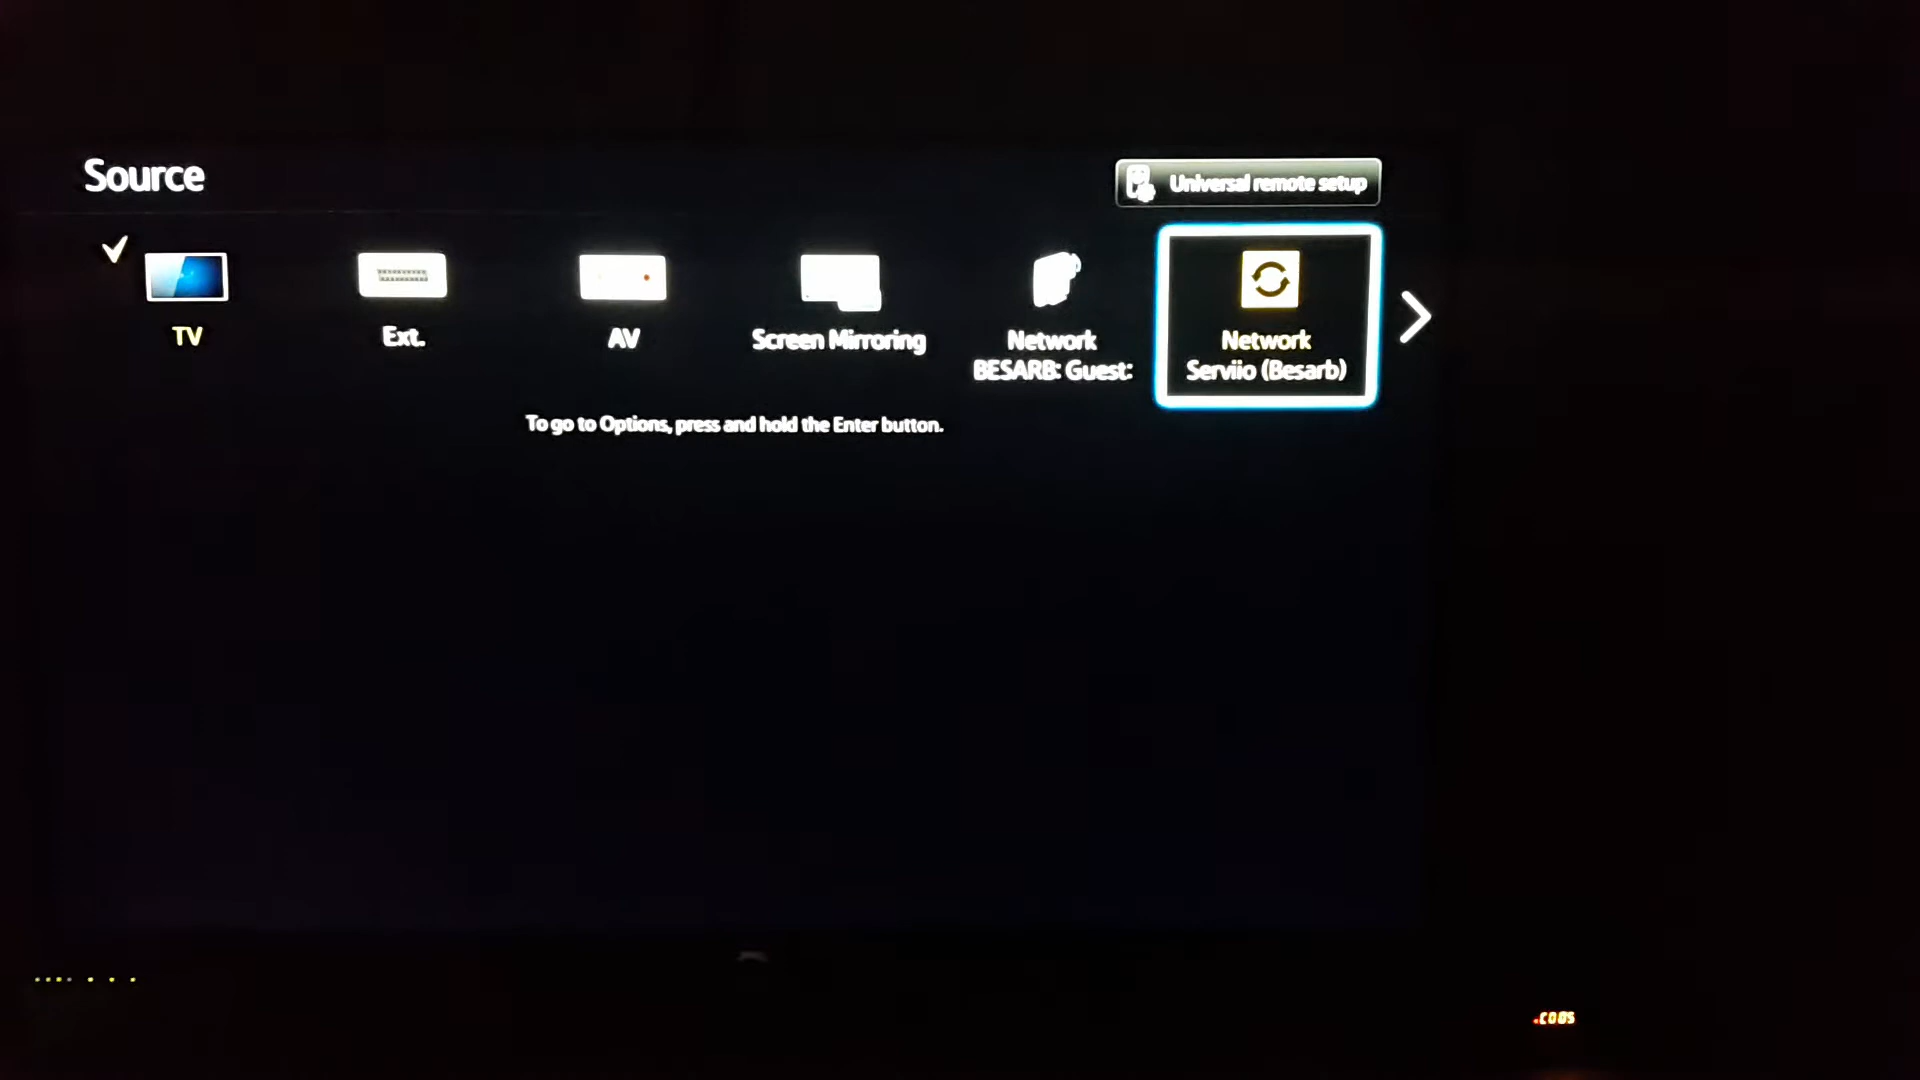 Source
Universal remote setup
TV
Ext.
AV
Screen Mirroring
Network
BESARB: Guest:
Network
Serviio (Besarb)
To go to Options, press and hold the Enter button.